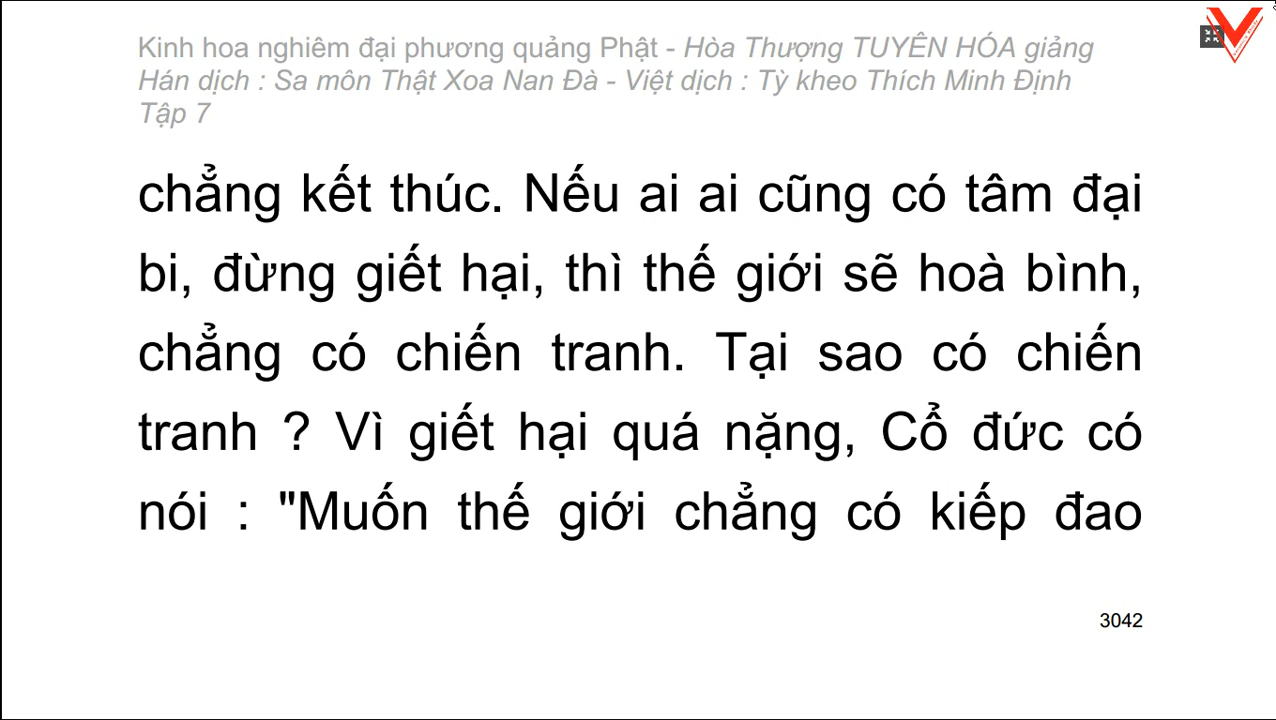 Kinh hoa nghiêm đại phương quảng Phật - Hòa Thượng TUYÊN HÓA giảng
Hán dịch : Sa môn Thật Xoa Nan Đà - Việt dịch : Tỳ kheo Thích Minh Định
Tập 7
chẳng kết thúc. Nếu ai ai cũng có tâm đại
bi, đừng giết hại, thì thế giới sẽ hoà bình,
chẳng có chiến tranh. Tại sao có chiến
tranh ? Vì giết hại quá nặng, Cổ đức có
nói : "Muốn thế giới chẳng có kiếp đao
3042